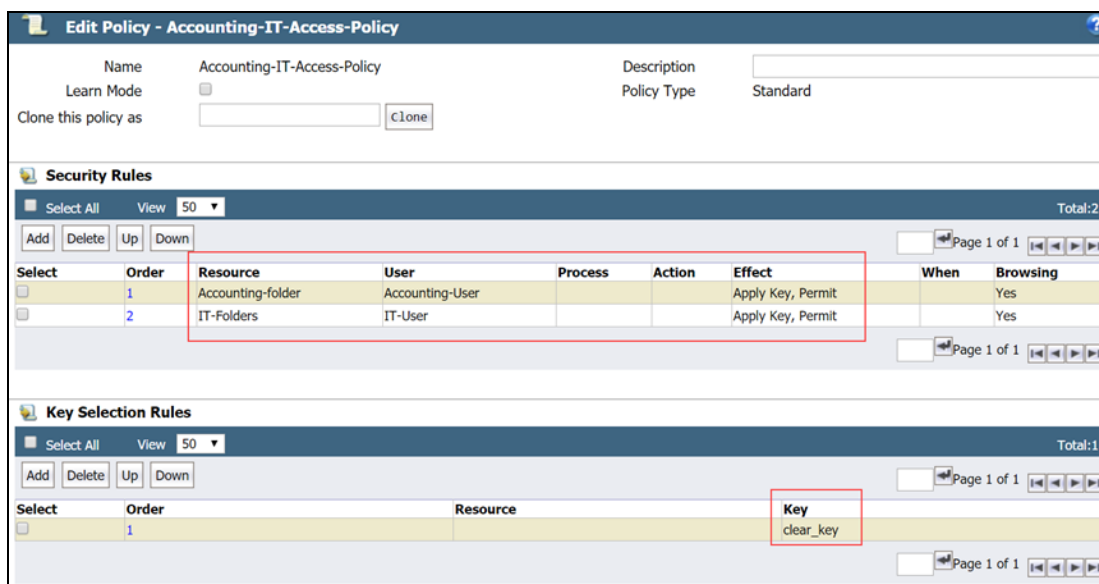 Edit Policy - Accounting-IT-Access-Policy ?
Name Accounting-IT-Access-Policy Description
Learn Mode Policy Type Standard
Clone this policy as Clone
Security Rules
Select All View 50 Total:2
Add Delete Up Down Page 1 of 1
Select Order Resource User Process Action Effect When Browsing
1 Accounting-folder Accounting-User Apply Key, Permit Yes
2 IT-Folders IT-User Apply Key, Permit Yes
Page 1 of 1
Key Selection Rules
Select All View 50 Total:1
Add Delete Up Down Page 1 of 1
Select Order Resource Key
1 clear_key
Page 1 of 1